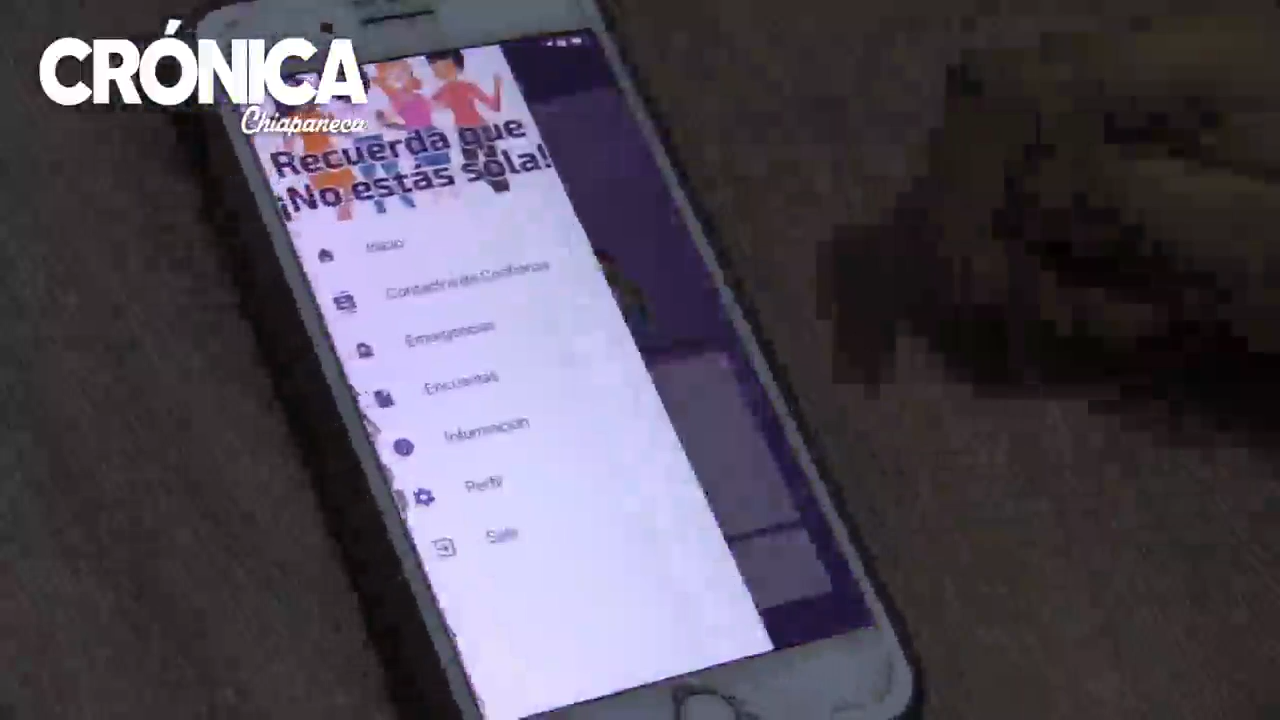 CRÓNICA
Chiapaneca
Recuerda que
¡No estás sola!
Inicio
Contactos de Confianza
Emergencias
Encuestas
Información
Perfil
Salir